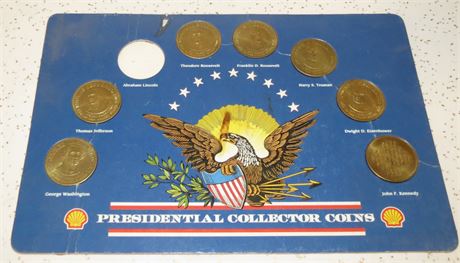 Theodore Roosevelt
Franklin D. Roosevelt
Abraham Lincoln
Harry S. Truman
Thomas Jefferson
Dwight D. Eisenhower
George Washington
John F. Kennedy
PRESIDENTIAL COLLECTOR COINS